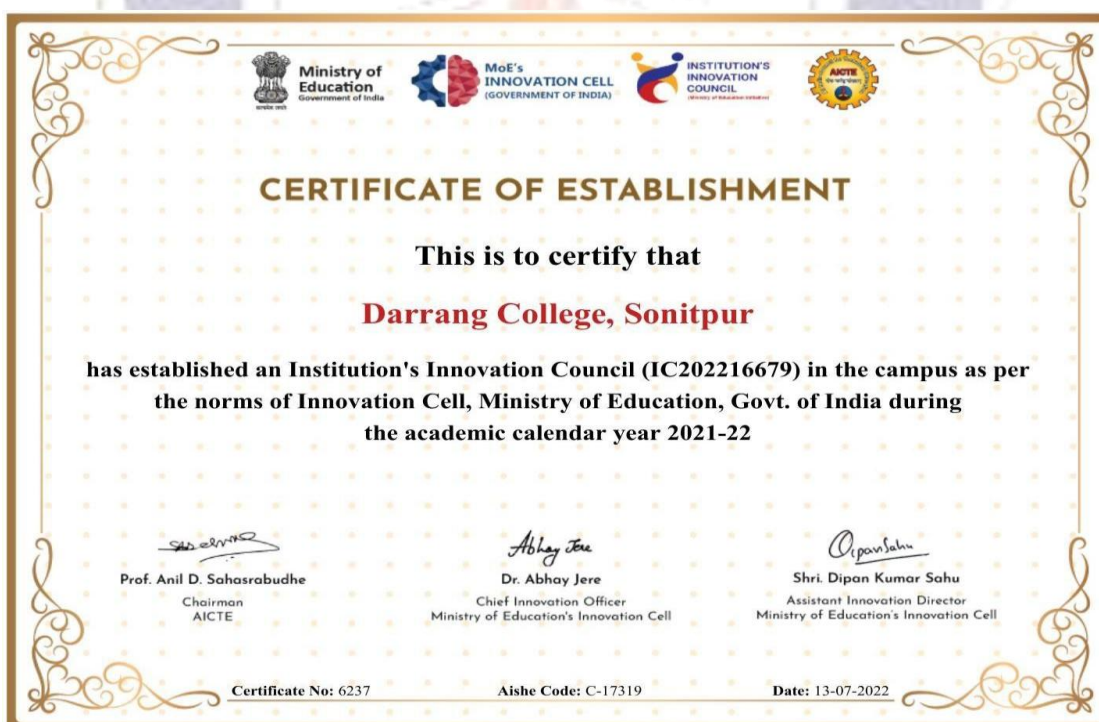 Ministry of
Education
Government of India
MoE's
INNOVATION CELL
(GOVERNMENT OF INDIA)
INSTITUTION'S
INNOVATION
COUNCIL
(Ministry of Education Initiative)
AICTE
CERTIFICATE OF ESTABLISHMENT
This is to certify that
Darrang College, Sonitpur
has established an Institution's Innovation Council (IC202216679) in the campus as per
the norms of Innovation Cell, Ministry of Education, Govt. of India during
the academic calendar year 2021-22
Abhay Jere
Dipan Sahu
Prof. Anil D. Sahasrabudhe
Chairman
AICTE
Dr. Abhay Jere
Chief Innovation Officer
Ministry of Education's Innovation Cell
Shri. Dipan Kumar Sahu
Assistant Innovation Director
Ministry of Education's Innovation Cell
Certificate No: 6237
Aishe Code: C-17319
Date: 13-07-2022